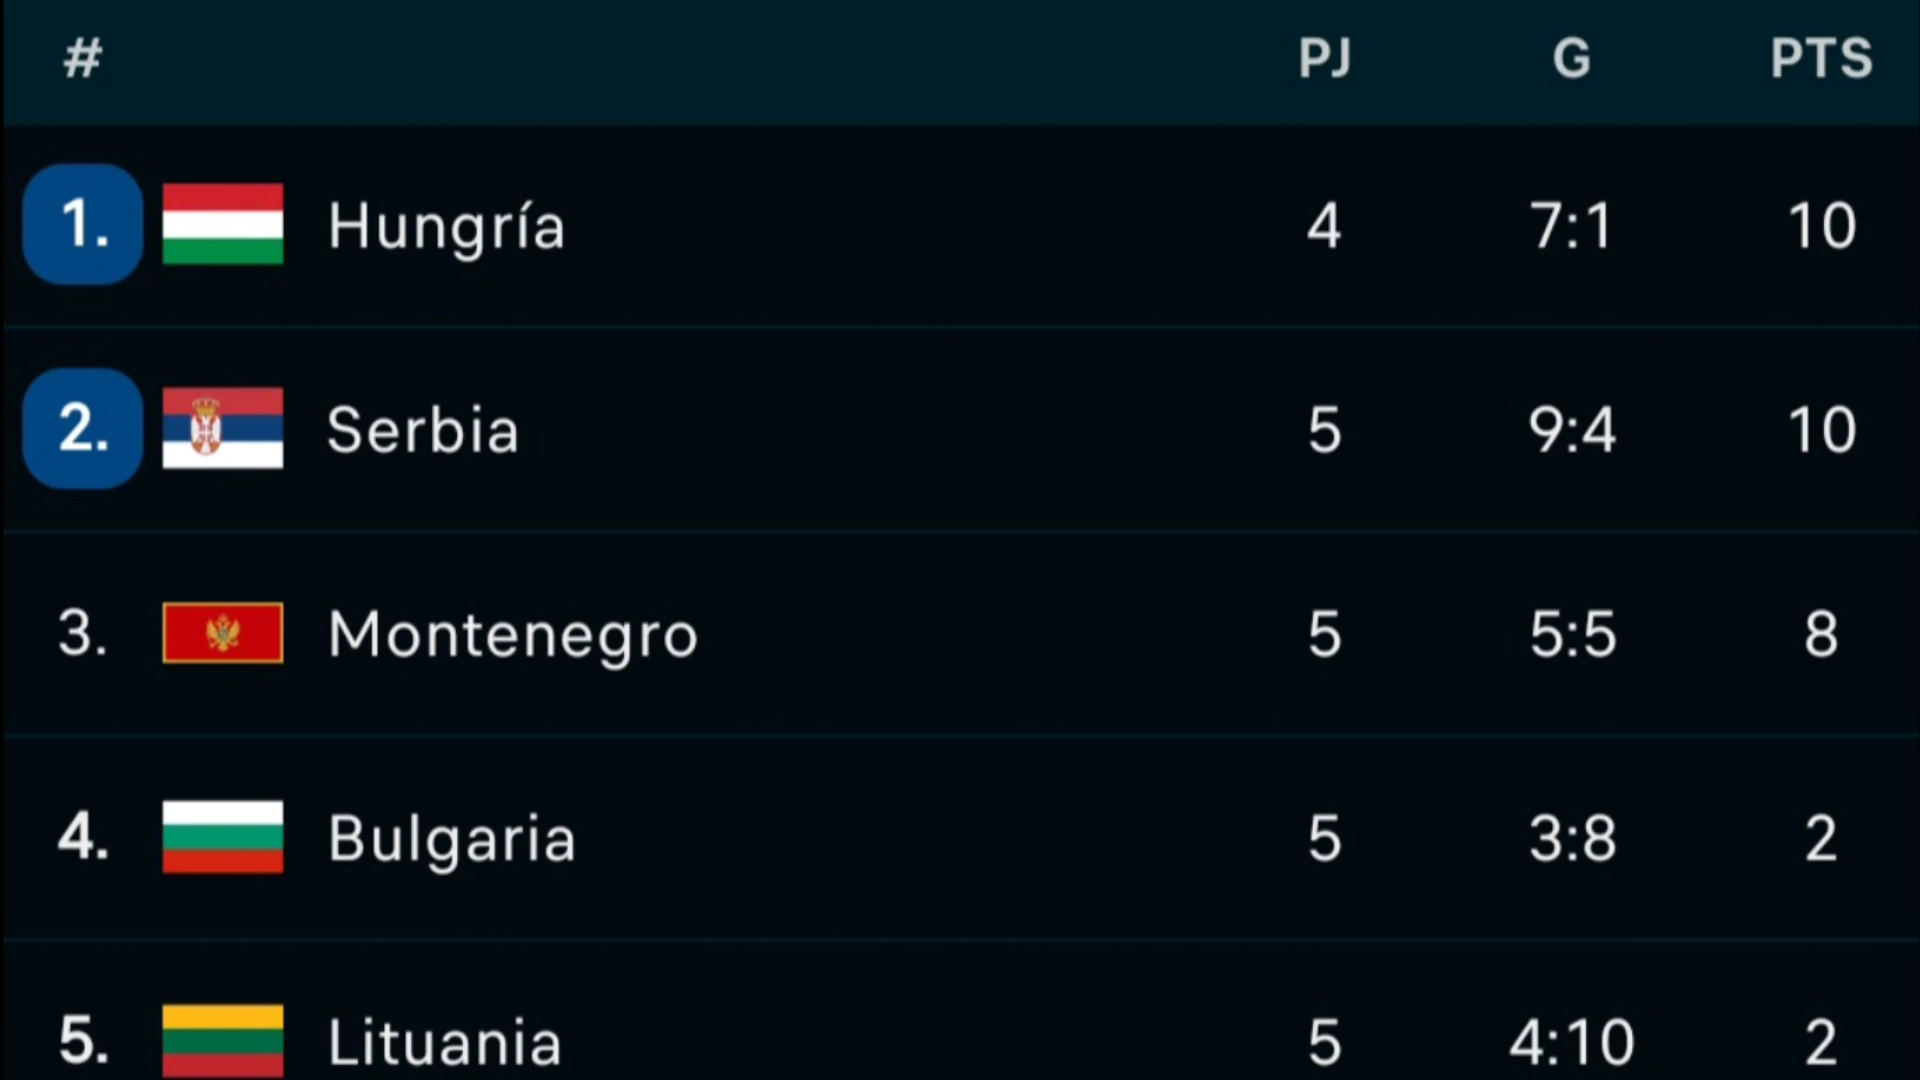 # PJ G PTS
1. Hungría 4 7:1 10
2. Serbia 5 9:4 10
3. Montenegro 5 5:5 8
4. Bulgaria 5 3:8 2
5. Lituania 5 4:10 2